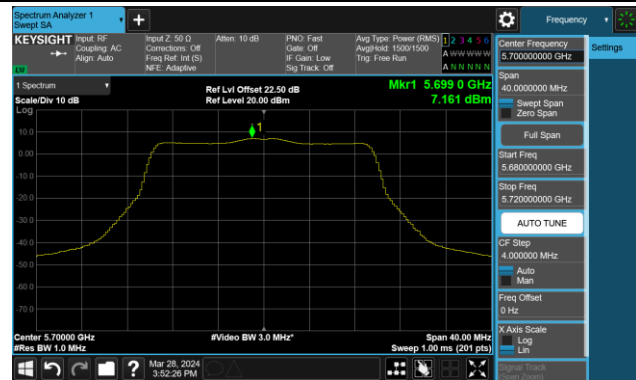 Spectrum Analyzer 1
Swept SA
+
Frequency
KEYSIGHT
Input: RF
Coupling: AC
Align: Auto
Input Z: 50 Ω
Corrections: Off
Freq Ref: Int (S)
NFE: Adaptive
Atten: 10 dB
PNO: Fast
Gate: Off
IF Gain: Low
Sig Track: Off
Avg Type: Power (RMS)
Avg|Hold: 1500/1500
Trig: Free Run
1 2 3 4 5 6
A W W W W W
A N N N N N
1 Spectrum
Scale/Div 10 dB
Log
Ref Lvl Offset 22.50 dB
Ref Level 20.00 dBm
Mkr1 5.699 0 GHz
7.161 dBm
1
10.0
0.00
-10.0
-20.0
-30.0
-40.0
-50.0
-60.0
-70.0
Center 5.70000 GHz
#Res BW 1.0 MHz
#Video BW 3.0 MHz*
Span 40.00 MHz
Sweep 1.00 ms (201 pts)
?
Mar 28, 2024
3:52:26 PM
Center Frequency
5.700000000 GHz
Span
40.0000000 MHz
Swept Span
Zero Span
Full Span
Start Freq
5.680000000 GHz
Stop Freq
5.720000000 GHz
AUTO TUNE
CF Step
4.000000 MHz
Auto
Man
Freq Offset
0 Hz
X Axis Scale
Log
Lin
Signal Track
(Span Zoom)
Settings